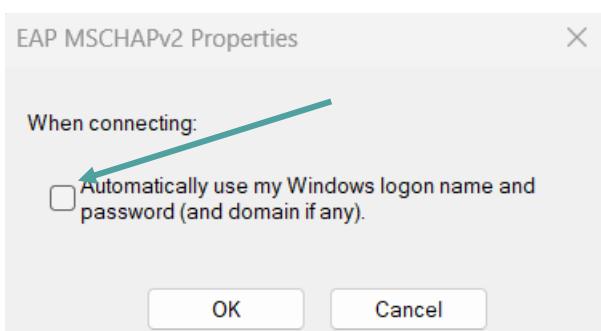 EAP MSCHAPv2 Properties
When connecting:
Automatically use my Windows logon name and
password (and domain if any).
OK
Cancel